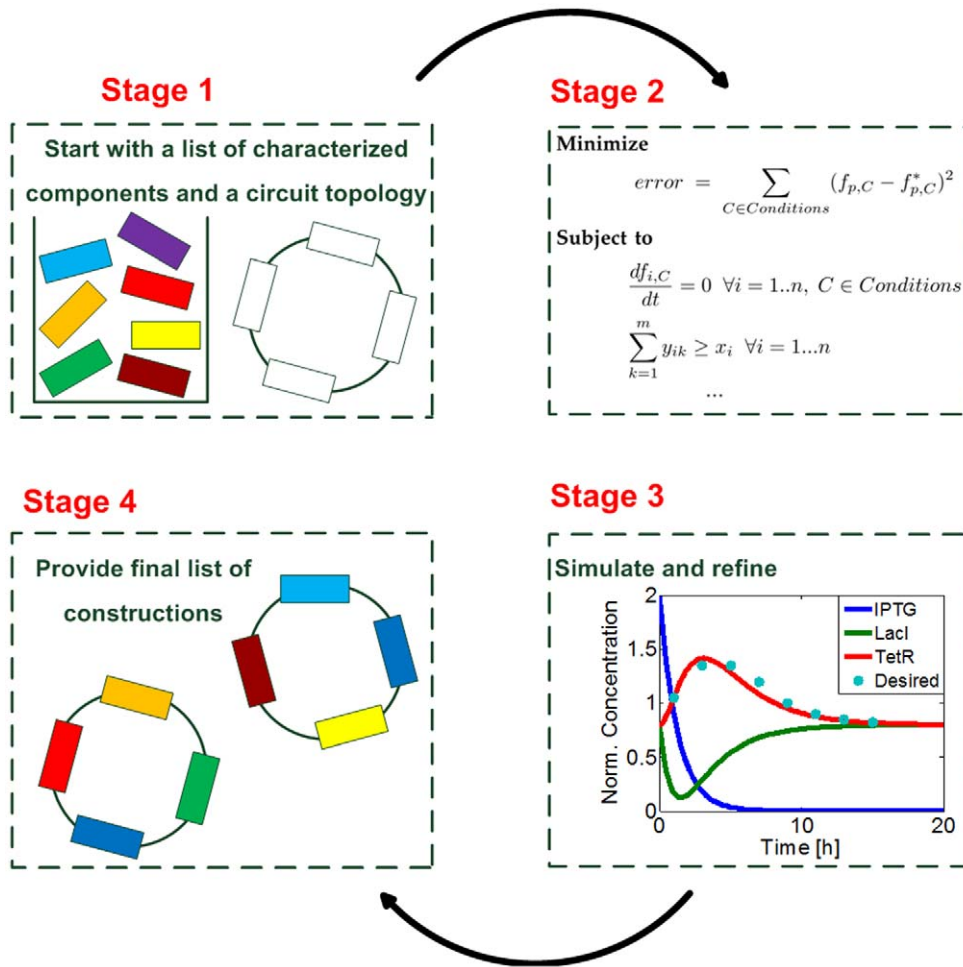 Stage 1
Start with a list of characterized
components and a circuit topology
Stage 2
Minimize
error = ∑ (f_{p,C} − f*_{p,C})²
C∈Conditions
Subject to
df_{i,C}/dt = 0 ∀i = 1..n, C ∈ Conditions
∑_{k=1}^{m} y_{ik} ≥ x_i ∀i = 1...n
...
Stage 4
Provide final list of
constructions
Stage 3
Simulate and refine
2
1.5
1
0.5
0
Norm. Concentration
IPTG
LacI
TetR
Desired
0 10 20
Time [h]